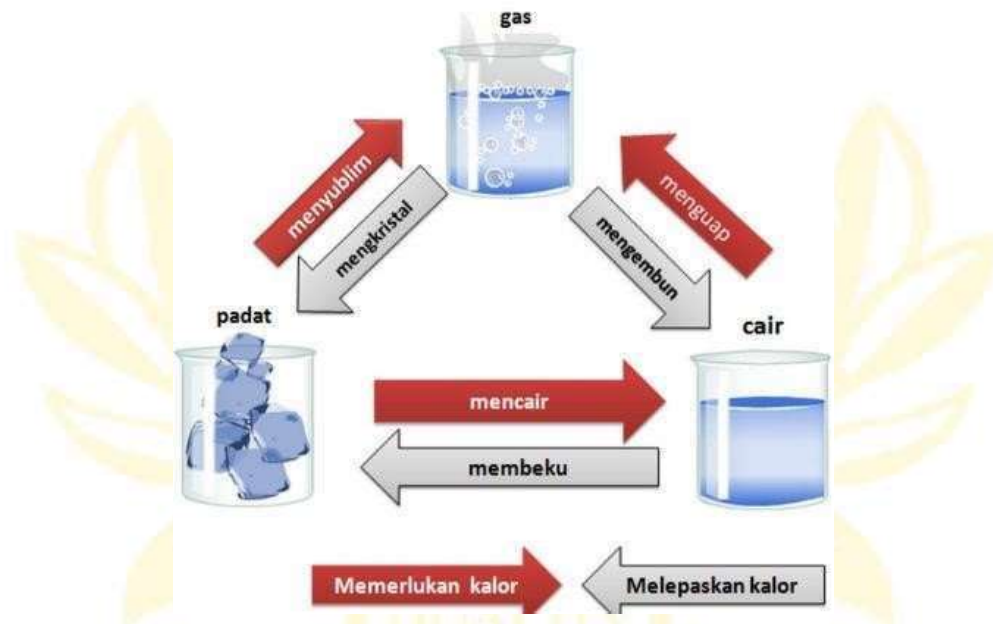 gas
menyublim
mengkristal
menguap
mengembun
padat
cair
mencair
membeku
Memerlukan kalor
Melepaskan kalor